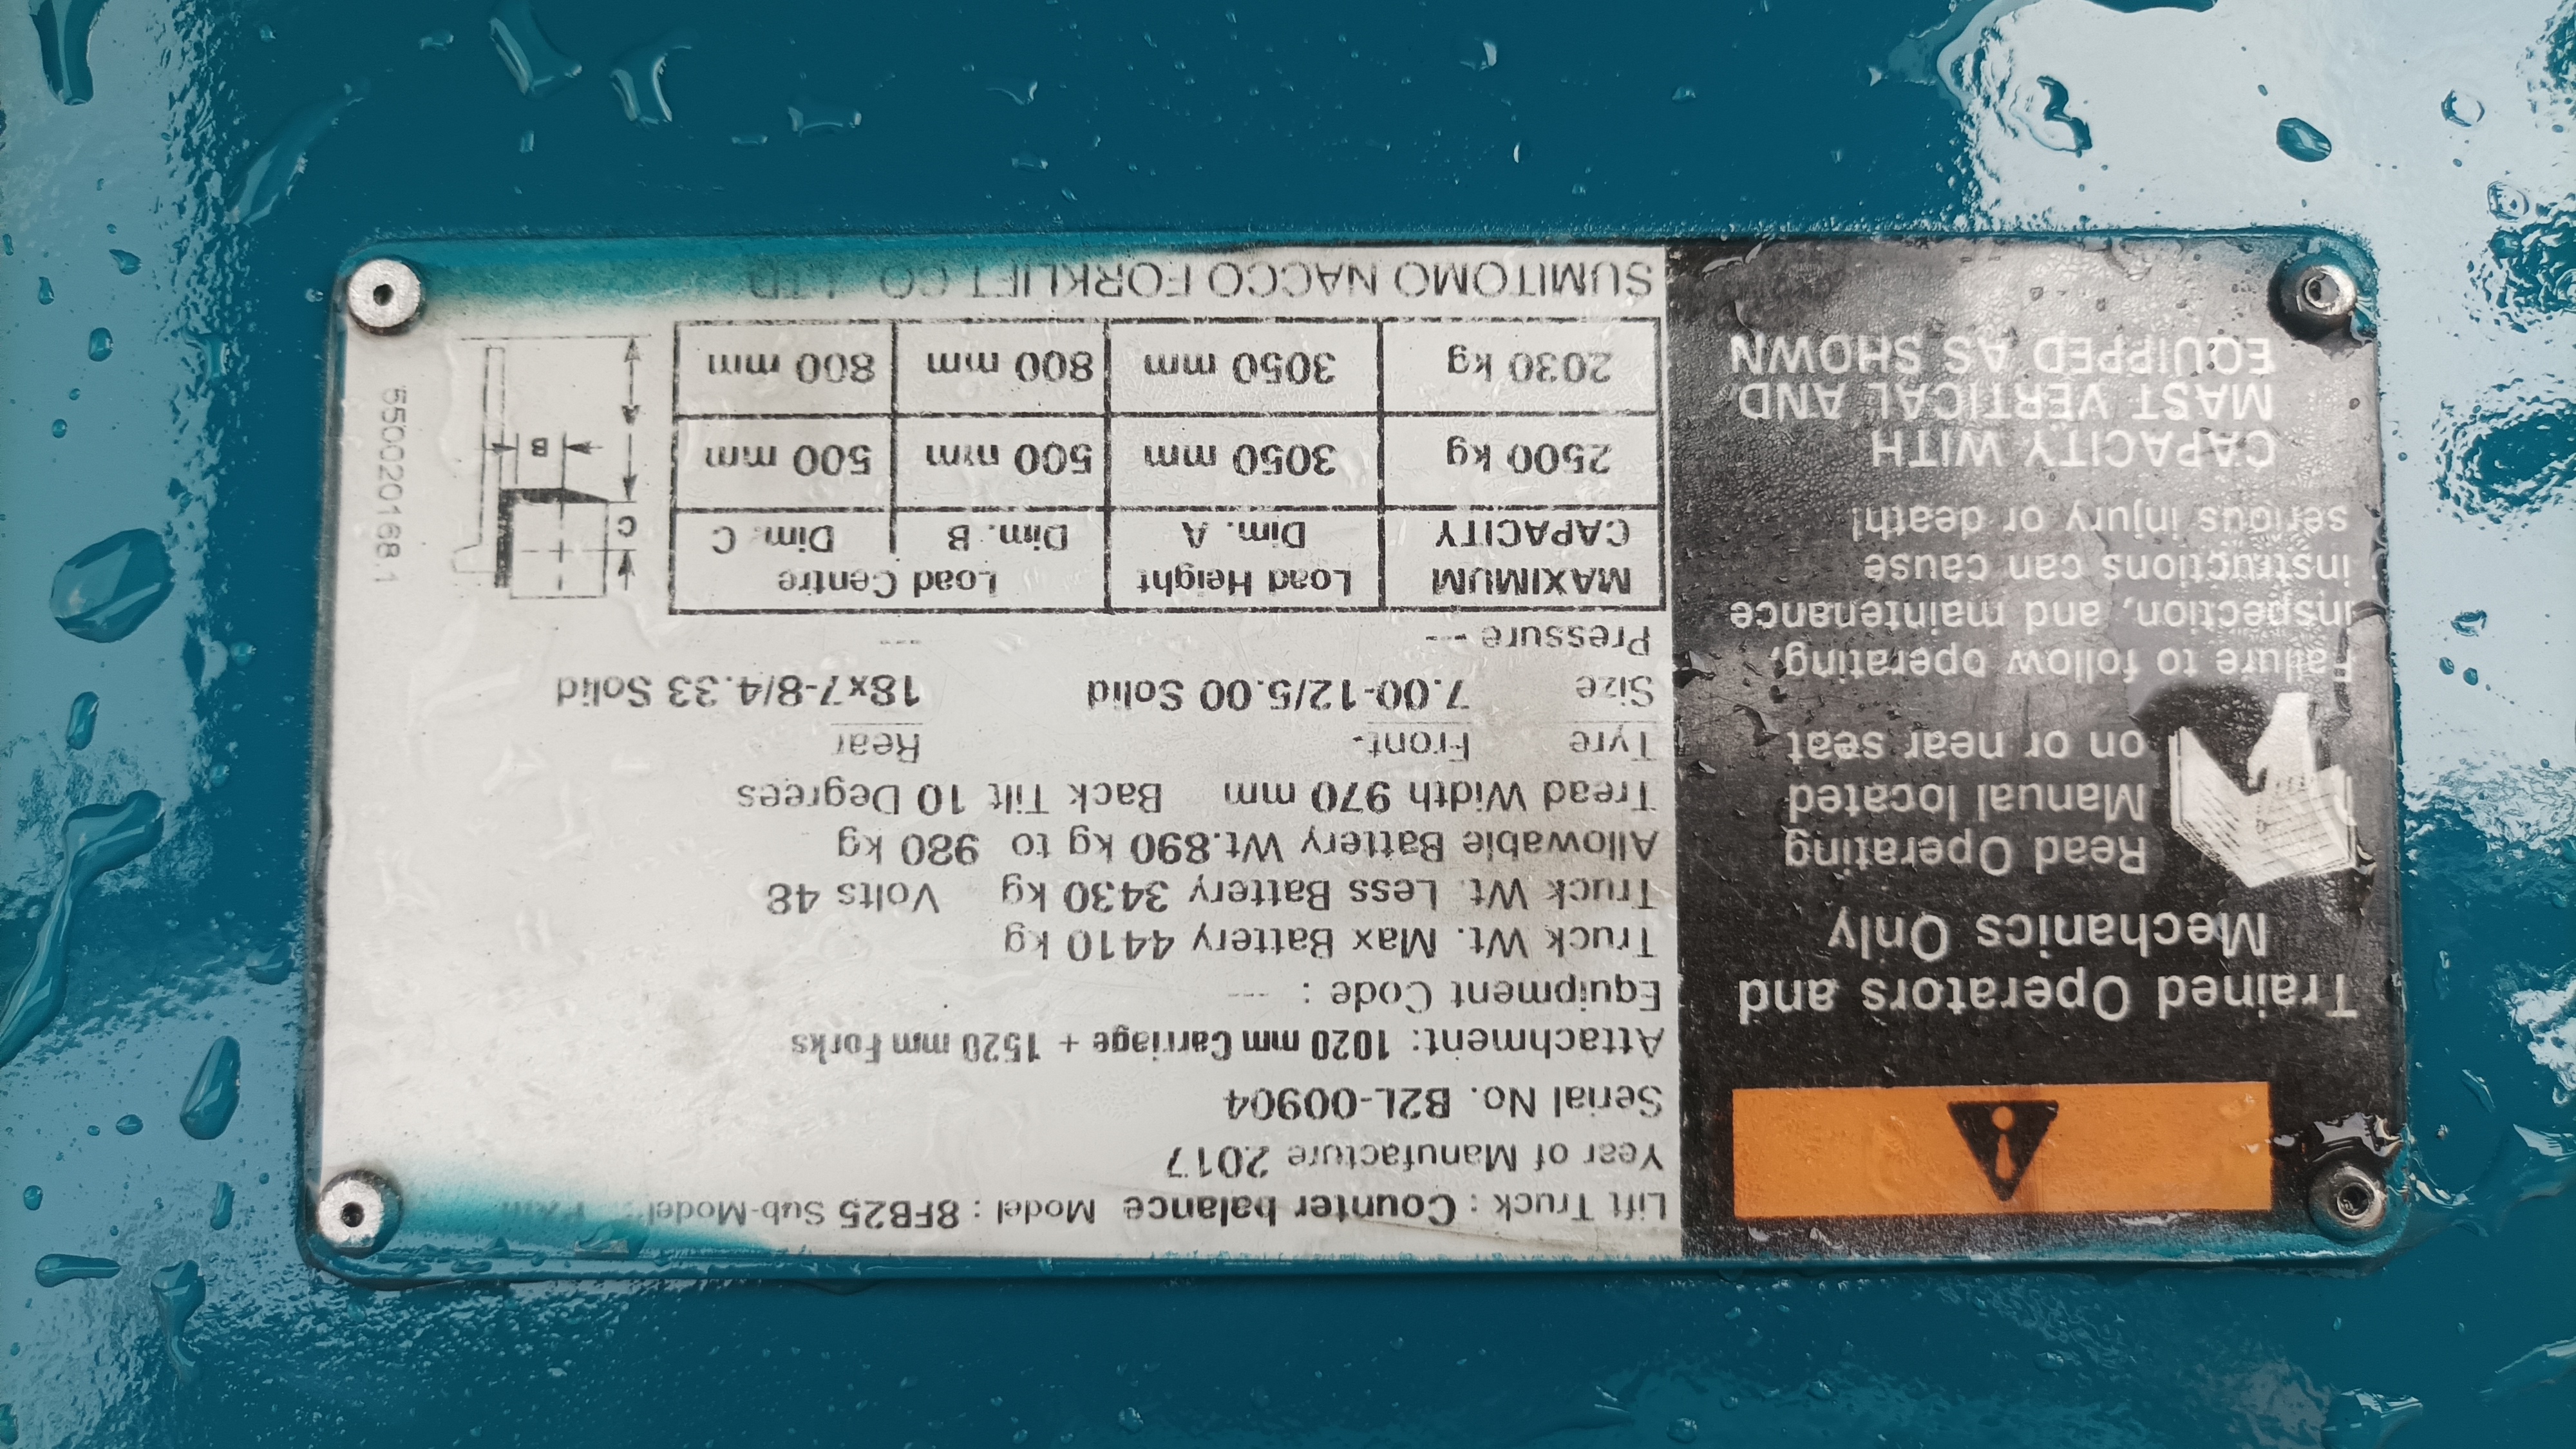 Trained Operators and
Mechanics Only
Read Operating
Manual located
on or near seat
Failure to follow operating,
inspection, and maintenance
instructions can cause
serious injury or death!
CAPACITY WITH
MAST VERTICAL AND
EQUIPPED AS SHOWN
Lift Truck : Counter balance Model : 8FB25 Sub-Model :
Year of Manufacture 2017
Serial No. B2L-00904
Attachment: 1020 mm Carriage + 1520 mm Forks
Equipment Code : ---
Truck Wt. Max Battery 4410 kg
Truck Wt. Less Battery 3430 kg Volts 48
Allowable Battery Wt.890 kg to 980 kg
Tread Width 970 mm Back Tilt 10 Degrees
Tyre Front- Rear
Size 7.00-12/5.00 Solid 18x7-8/4.33 Solid
Pressure --- ---
MAXIMUM Load Height Load Centre
CAPACITY Dim. A Dim. B Dim. C
2500 kg 3050 mm 500 mm 500 mm
2030 kg 3050 mm 800 mm 800 mm
C
B
A
SUMITOMO NACCO FORKLIFT CO., LTD.
5500020168.1